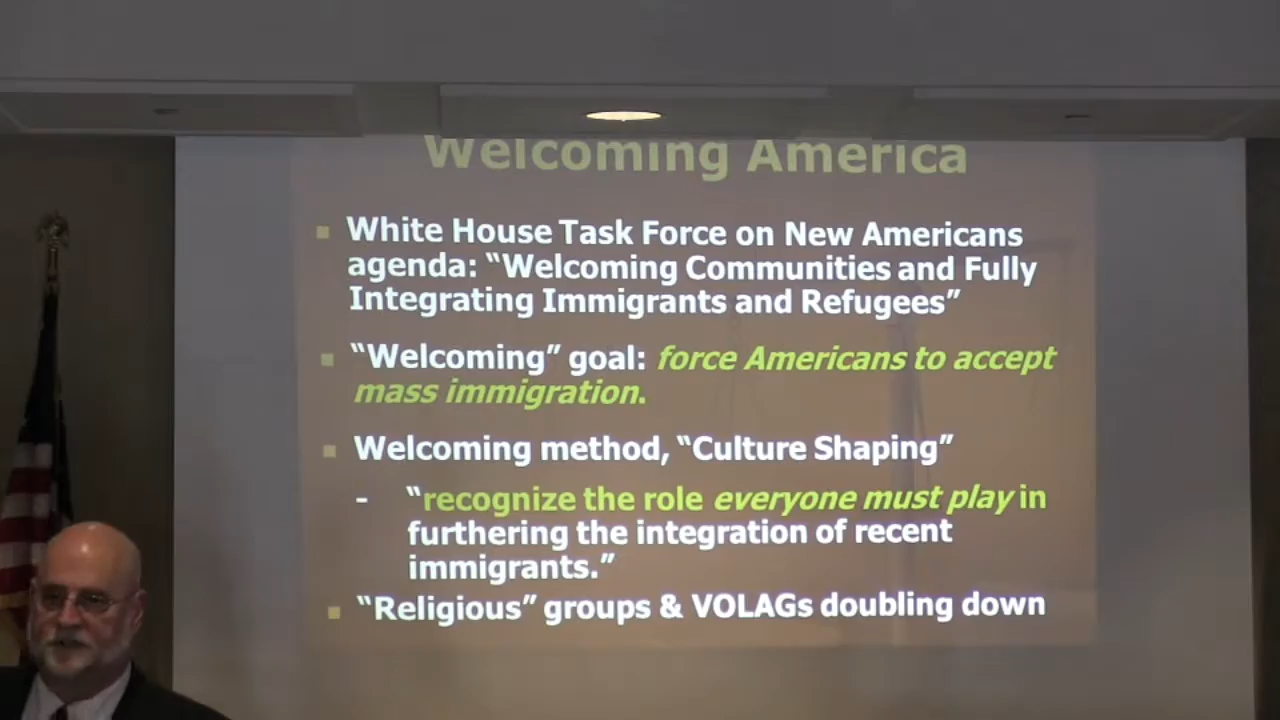 Welcoming America
White House Task Force on New Americans
agenda: “Welcoming Communities and Fully
Integrating Immigrants and Refugees”
“Welcoming” goal: force Americans to accept
mass immigration.
Welcoming method, “Culture Shaping”
- “recognize the role everyone must play in
furthering the integration of recent
immigrants.”
“Religious” groups & VOLAGs doubling down